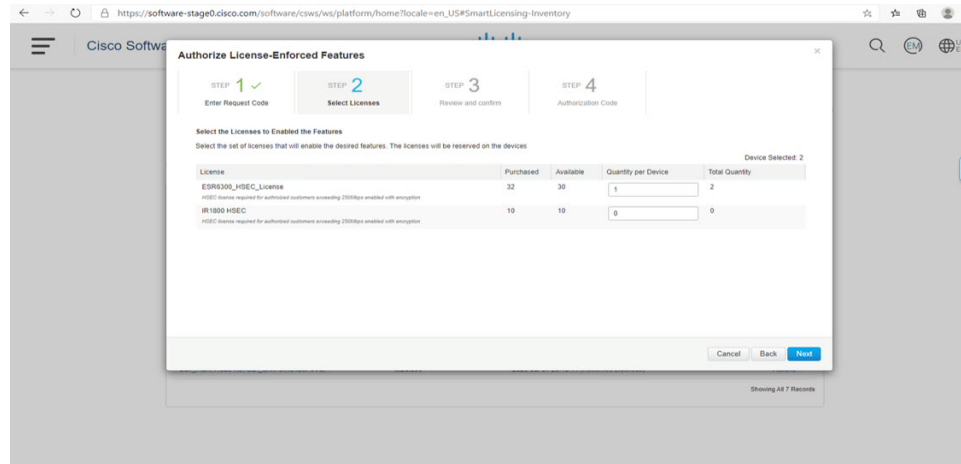 https://software-stage0.cisco.com/software/csws/ws/platform/home?locale=en_US#SmartLicensing-Inventory
Cisco Softwa
EM
Authorize License-Enforced Features
STEP 1
Enter Request Code
STEP 2
Select Licenses
STEP 3
Review and confirm
STEP 4
Authorization Code
Select the Licenses to Enabled the Features
Select the set of licenses that will enable the desired features. The licenses will be reserved on the devices
Device Selected: 2
License Purchased Available Quantity per Device Total Quantity
ESR6300_HSEC_License 32 30 1 2
HSEC license required for authorized customers exceeding 250Mbps enabled with encryption
IR1800 HSEC 10 10 0 0
HSEC license required for authorized customers exceeding 250Mbps enabled with encryption
Cancel Back Next
Showing All 7 Records